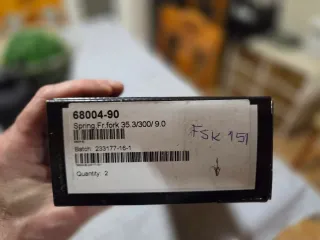 68004-90
Spring Fr.fork 35.3/300/ 9.0
FSK 151
Batch: 233177-16-1
Quantity: 2